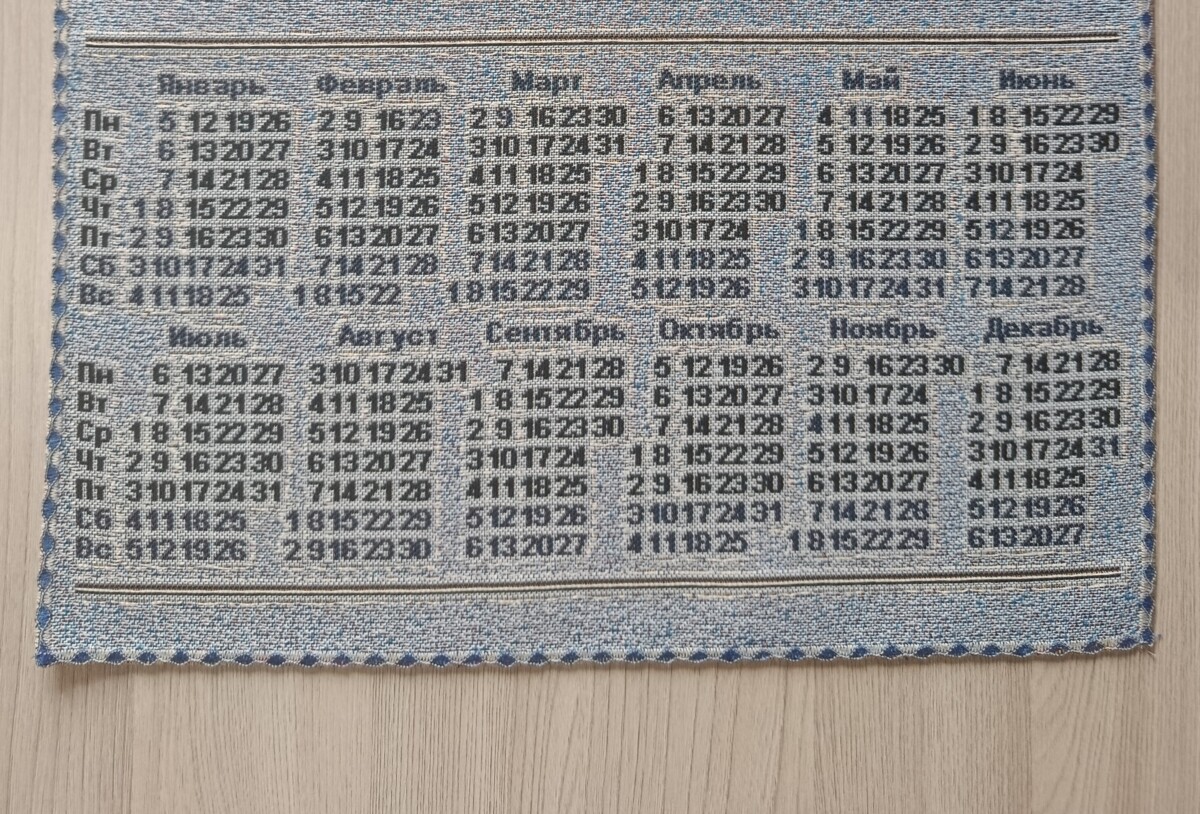 Январь Февраль Март Апрель Май Июнь
Пн 5 12 19 26 2 9 16 23 2 9 16 23 30 6 13 20 27 4 11 18 25 1 8 15 22 29
Вт 6 13 20 27 3 10 17 24 3 10 17 24 31 7 14 21 28 5 12 19 26 2 9 16 23 30
Ср 7 14 21 28 4 11 18 25 4 11 18 25 1 8 15 22 29 6 13 20 27 3 10 17 24
Чт 1 8 15 22 29 5 12 19 26 5 12 19 26 2 9 16 23 30 7 14 21 28 4 11 18 25
Пт 2 9 16 23 30 6 13 20 27 6 13 20 27 3 10 17 24 1 8 15 22 29 5 12 19 26
Сб 3 10 17 24 31 7 14 21 28 7 14 21 28 4 11 18 25 2 9 16 23 30 6 13 20 27
Вс 4 11 18 25 1 8 15 22 1 8 15 22 29 5 12 19 26 3 10 17 24 31 7 14 21 28
Июль Август Сентябрь Октябрь Ноябрь Декабрь
Пн 6 13 20 27 3 10 17 24 31 7 14 21 28 5 12 19 26 2 9 16 23 30 7 14 21 28
Вт 7 14 21 28 4 11 18 25 1 8 15 22 29 6 13 20 27 3 10 17 24 1 8 15 22 29
Ср 1 8 15 22 29 5 12 19 26 2 9 16 23 30 7 14 21 28 4 11 18 25 2 9 16 23 30
Чт 2 9 16 23 30 6 13 20 27 3 10 17 24 1 8 15 22 29 5 12 19 26 3 10 17 24 31
Пт 3 10 17 24 31 7 14 21 28 4 11 18 25 2 9 16 23 30 6 13 20 27 4 11 18 25
Сб 4 11 18 25 1 8 15 22 29 5 12 19 26 3 10 17 24 31 7 14 21 28 5 12 19 26
Вс 5 12 19 26 2 9 16 23 30 6 13 20 27 4 11 18 25 1 8 15 22 29 6 13 20 27